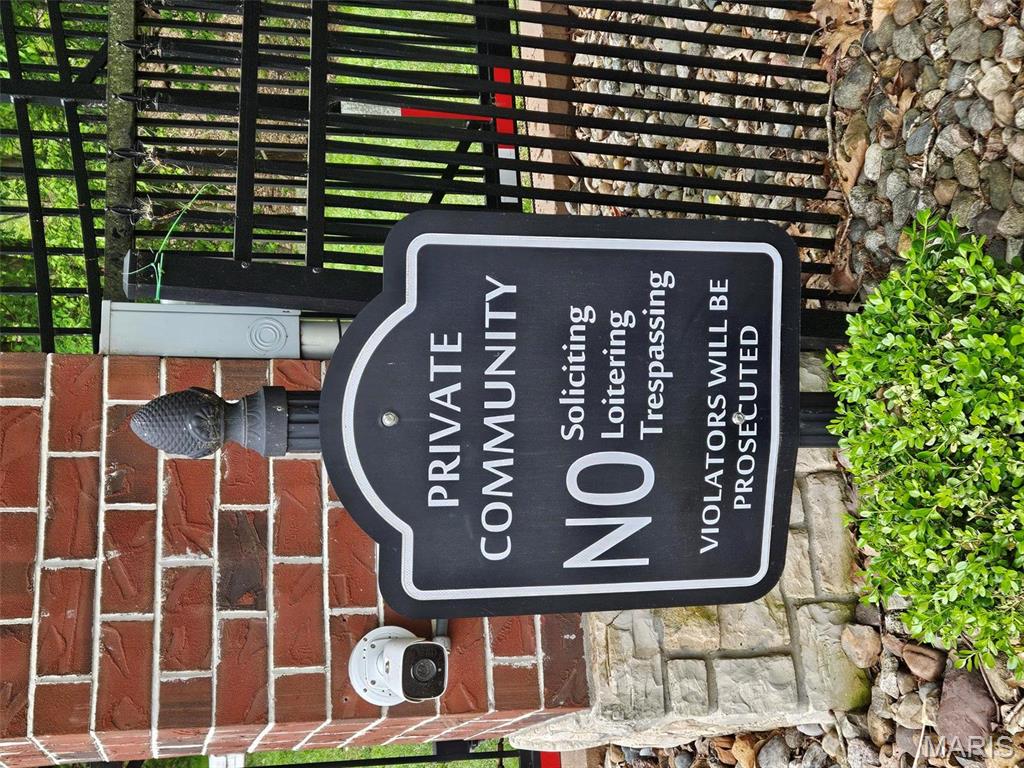 PRIVATE
COMMUNITY
NO Soliciting
Loitering
Trespassing
VIOLATORS WILL BE
PROSECUTED
MARIS